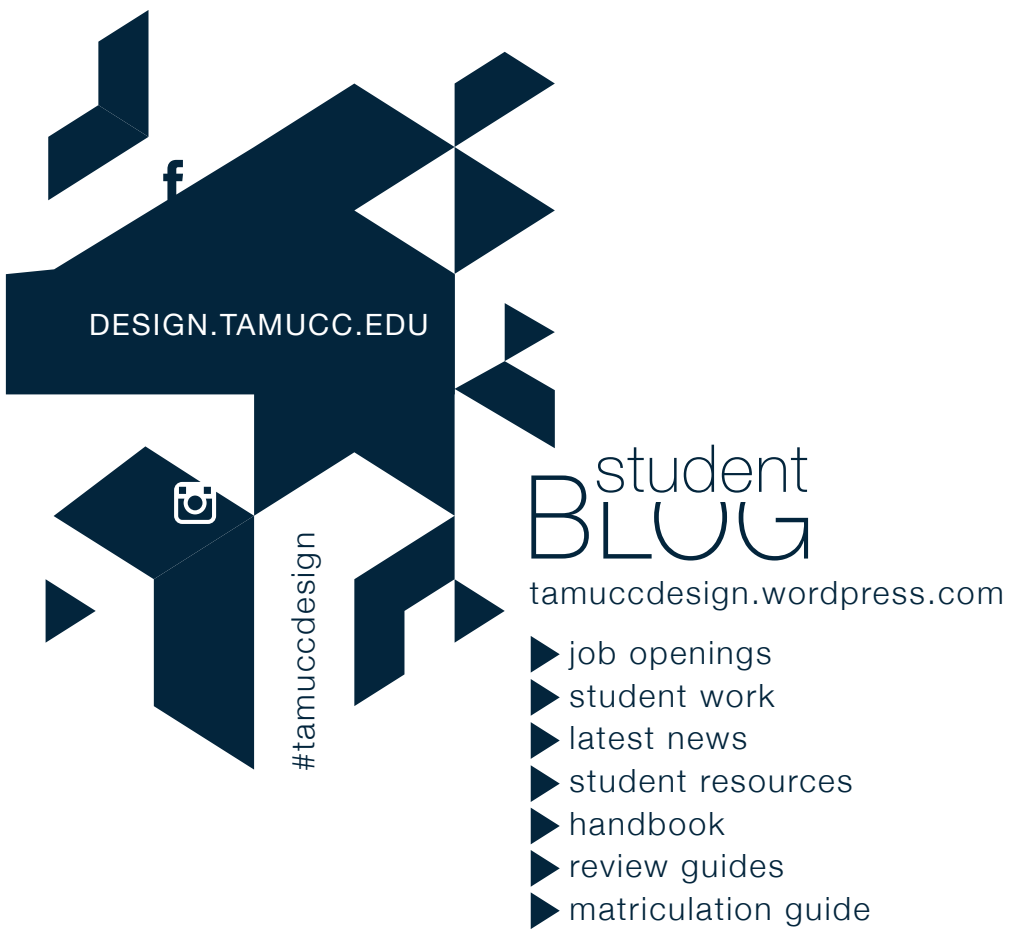 f
DESIGN.TAMUCC.EDU
#tamuccdesign
student
BLOG
tamuccdesign.wordpress.com
job openings
student work
latest news
student resources
handbook
review guides
matriculation guide